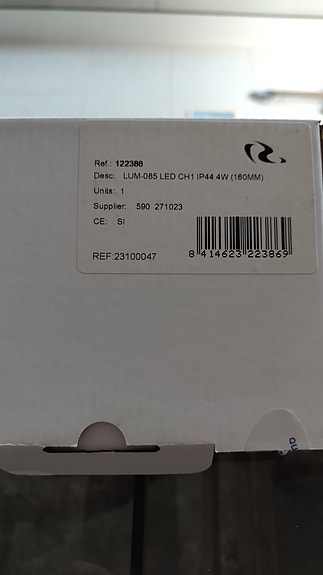 Ref.: 122386
Desc: LUM-085 LED CH1 IP44 4W (160MM)
Units: 1
Supplier: 590 271023
CE: SI
REF:23100047
8 414623 223869